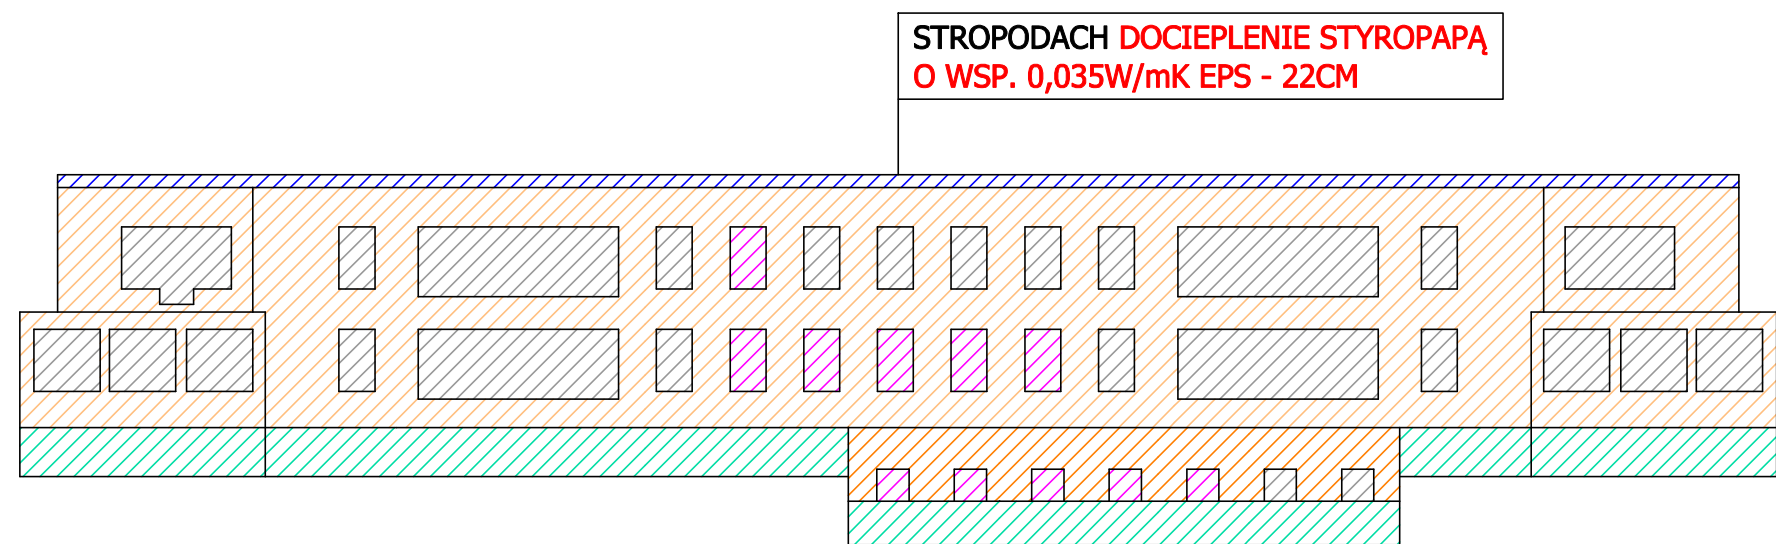 STROPODACH DOCIEPLENIE STYROPAPĄ
O WSP. 0,035W/mK EPS - 22CM